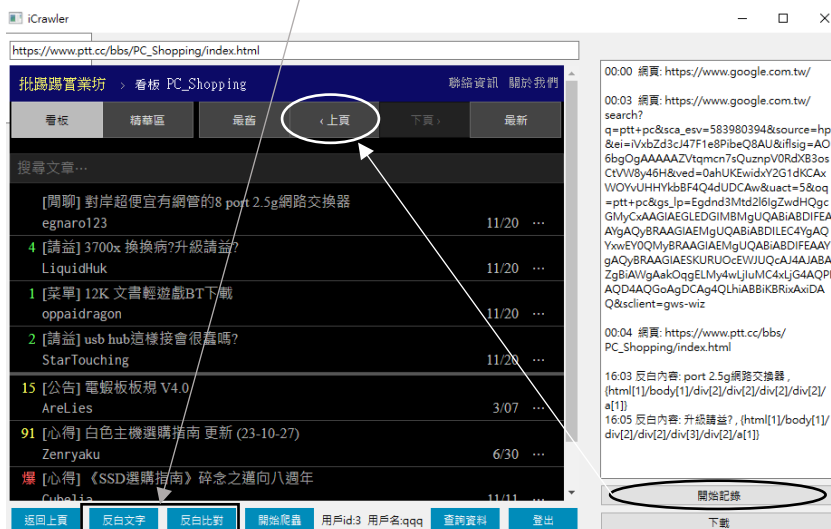 iCrawler
https://www.ptt.cc/bbs/PC_Shopping/index.html
批踢踢實業坊 › 看板 PC_Shopping 聯絡資訊 關於我們
看板 精華區 最舊 ‹ 上頁 下頁 › 最新
搜尋文章⋯
[閒聊] 對岸超便宜有網管的8 port 2.5g網路交換器
egnaro123 11/20 ⋯
4 [請益] 3700x 換換病?升級請益?
LiquidHuk 11/20 ⋯
1 [菜單] 12K 文書輕遊戲BT下載
oppaidragon 11/20 ⋯
2 [請益] usb hub這樣接會很蠢嗎?
StarTouching 11/20 ⋯
15 [公告] 電蝦板板規 V4.0
AreLies 3/07 ⋯
91 [心得] 白色主機選購指南 更新 (23-10-27)
Zenryaku 6/30 ⋯
爆 [心得] 《SSD選購指南》碎念之邁向八週年
Cubelia 11/11 ⋯
返回上頁 反白文字 反白比對 開始爬蟲 用戶id:3 用戶名:qqq 查詢資料 登出
00:00 網頁: https://www.google.com.tw/
00:03 網頁: https://www.google.com.tw/
search?
q=ptt+pc&sca_esv=583980394&source=hp
&ei=iVxbZd3cJ47F1e8PibeQ8AU&iflsig=AO
6bgOgAAAAAZVtqmcn7sQuznpV0RdXB3os
CtVW8y46H&ved=0ahUKEwidxY2G1dKCAx
WOYvUHHYkbBF4Q4dUDCAw&uact=5&oq
=ptt+pc&gs_lp=Egdnd3Mtd2l6IgZwdHQgc
GMyCxAAGIAEGLEDGIMBMgUQABiABDIFEA
AYgAQyBRAAGIAEMgUQABiABDILEC4YgAQ
YxwEY0QMyBRAAGIAEMgUQABiABDIFEAAY
gAQyBRAAGIAESKURUOcEWJUQcAJ4AJABA
ZgBiAWgAakOqgELMy4wLjIuMC4xLjG4AQP
AQD4AQGoAgDCAg4QLhiABBiKBRixAxiDA
Q&sclient=gws-wiz
00:04 網頁: https://www.ptt.cc/bbs/
PC_Shopping/index.html
16:03 反白內容: port 2.5g網路交換器 ,
{html[1]/body[1]/div[2]/div[2]/div[2]/div[2]/
a[1]}
16:05 反白內容: 升級請益? , {html[1]/body[1]/
div[2]/div[2]/div[3]/div[2]/a[1]}
開始記錄
下載